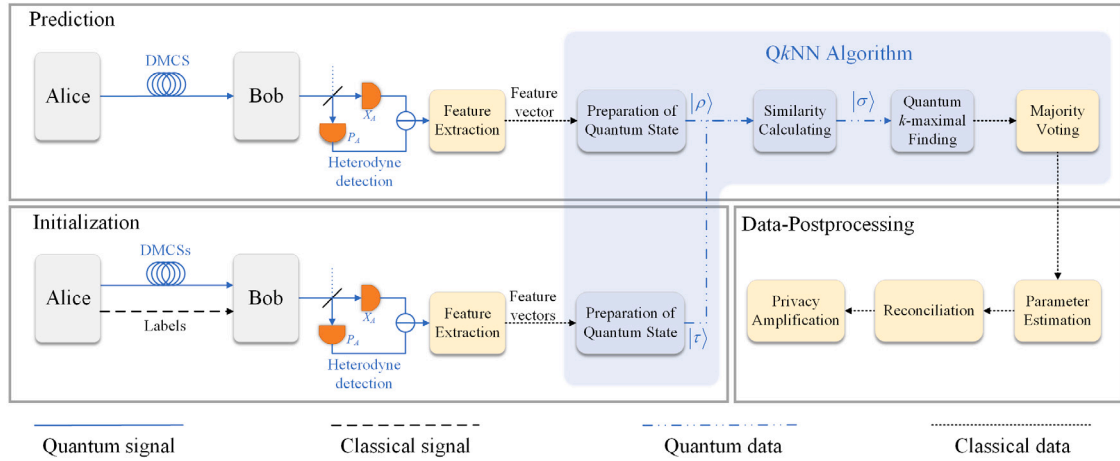 Prediction
QkNN Algorithm
Alice
DMCS
Bob
X_A
P_A
Heterodyne
detection
Feature
Extraction
Feature
vector
Preparation of
Quantum State
|ρ⟩
Similarity
Calculating
|σ⟩
Quantum
k-maximal
Finding
Majority
Voting
Initialization
Alice
DMCSs
Labels
Bob
X_A
P_A
Heterodyne
detection
Feature
Extraction
Feature
vectors
Preparation of
Quantum State
|τ⟩
Data-Postprocessing
Privacy
Amplification
Reconciliation
Parameter
Estimation
Quantum signal
Classical signal
Quantum data
Classical data